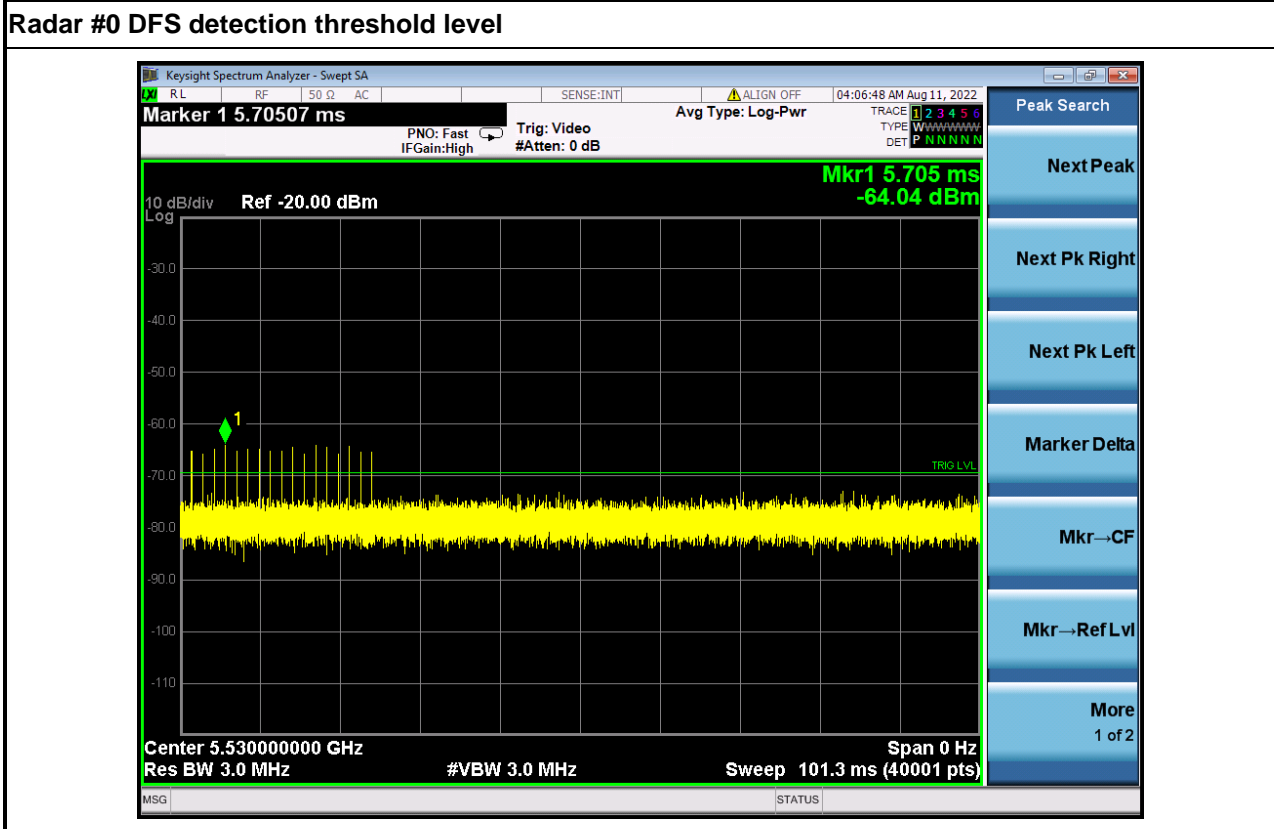 Radar #0 DFS detection threshold level
Keysight Spectrum Analyzer - Swept SA
LXI RL RF 50 Ω AC SENSE:INT ALIGN OFF 04:06:48 AM Aug 11, 2022
Marker 1 5.70507 ms
PNO: Fast
IFGain:High
Trig: Video
#Atten: 0 dB
Avg Type: Log-Pwr
TRACE 1 2 3 4 5 6
TYPE WWWWWW
DET P N N N N N
Mkr1 5.705 ms
-64.04 dBm
10 dB/div Ref -20.00 dBm
Log
-30.0
-40.0
-50.0
-60.0
1
-70.0
TRIG LVL
-80.0
-90.0
-100
-110
Center 5.530000000 GHz Span 0 Hz
Res BW 3.0 MHz #VBW 3.0 MHz Sweep 101.3 ms (40001 pts)
MSG STATUS
Peak Search
Next Peak
Next Pk Right
Next Pk Left
Marker Delta
Mkr→CF
Mkr→Ref Lvl
More
1 of 2